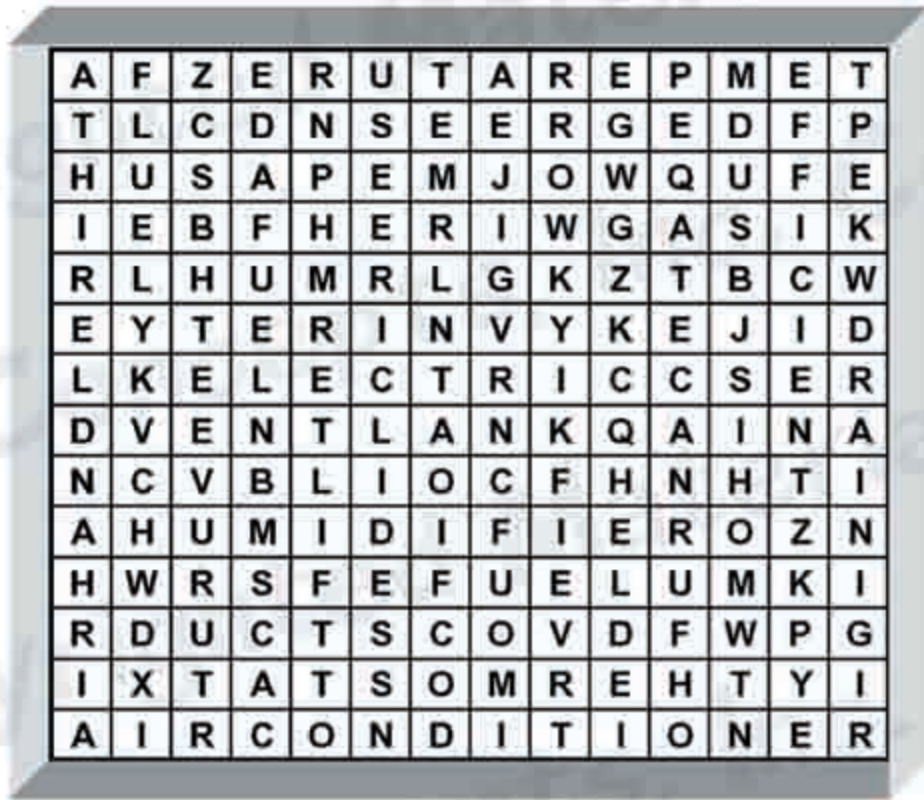 A F Z E R U T A R E P M E T
T L C D N S E E R G E D F P
H U S A P E M J O W Q U F E
I E B F H E R I W G A S I K
R L H U M R L G K Z T B C W
E Y T E R I N V Y K E J I D
L K E L E C T R I C C S E R
D V E N T L A N K Q A I N A
N C V B L I O C F H N H T I
A H U M I D I F I E R O Z N
H W R S F E F U E L U M K I
R D U C T S C O V D F W P G
I X T A T S O M R E H T Y I
A I R C O N D I T I O N E R